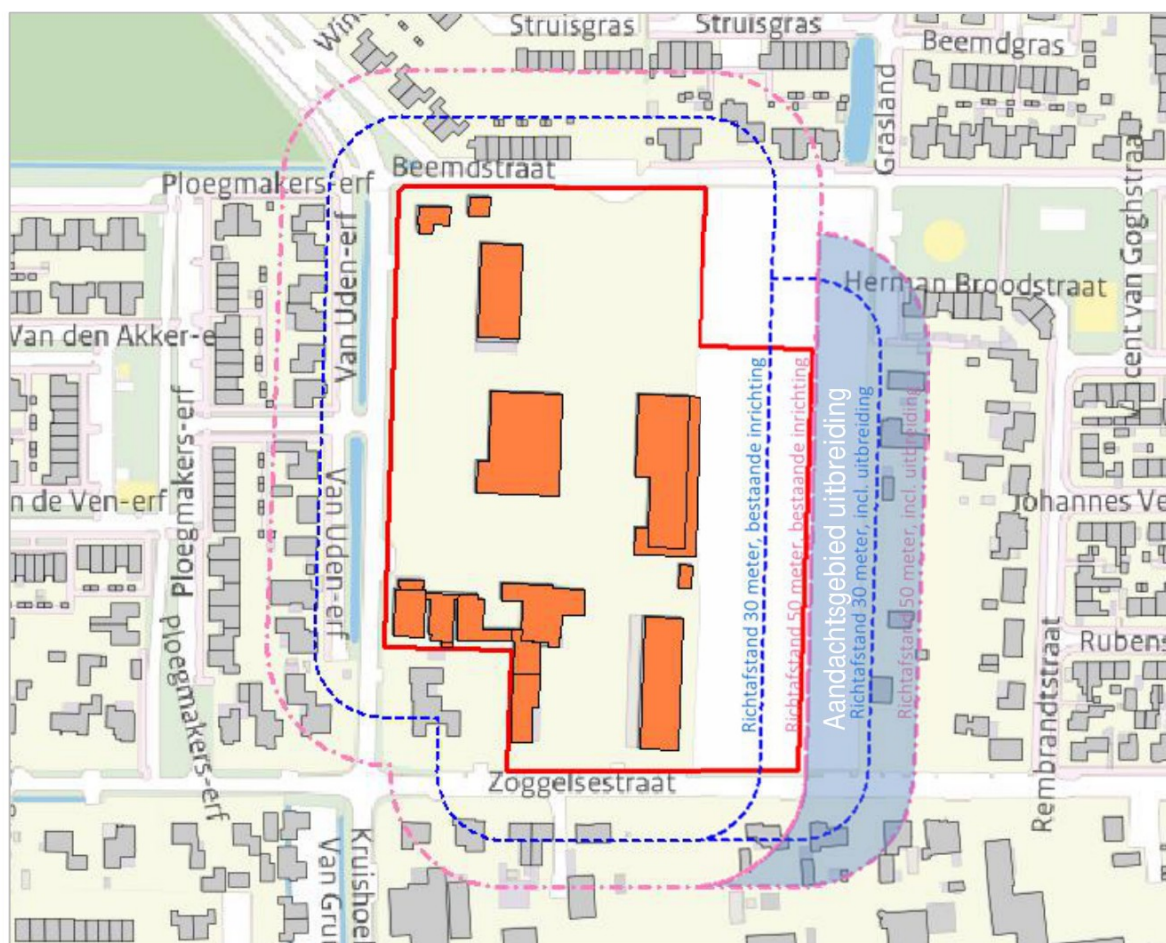 Struisgras
Struisgras
Beemdgras
Grasland
Beemdstraat
Ploegmakers-erf
Van Uden-erf
Herman Broodstraat
cent van Goghstraa
Van den Akker-e
Ploegmakers-erf
n de Ven-erf
Van Uden-erf
Richtafstand 30 meter, bestaande inrichting
Richtafstand 50 meter, bestaande inrichting
Aandachtsgebied uitbreiding
Richtafstand 30 meter, incl. uitbreiding
Richtafstand 50 meter, incl. uitbreiding
Johannes Ve
Ploegmakers-erf
Rubens
Rembrandtstraat
Zoggelsestraat
Kruishoe
Van Gru